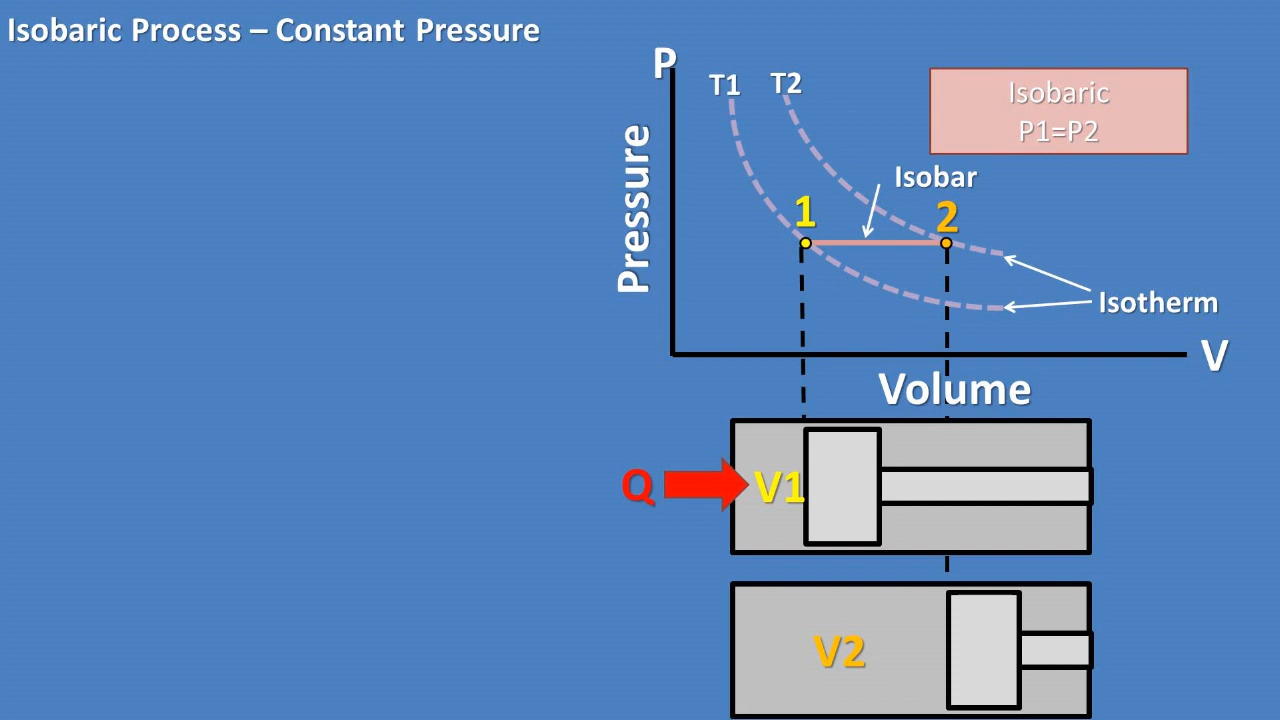 Isobaric Process – Constant Pressure
P
T1
T2
Isobaric
P1=P2
Pressure
Isobar
1
2
Isotherm
V
Volume
Q
V1
V2